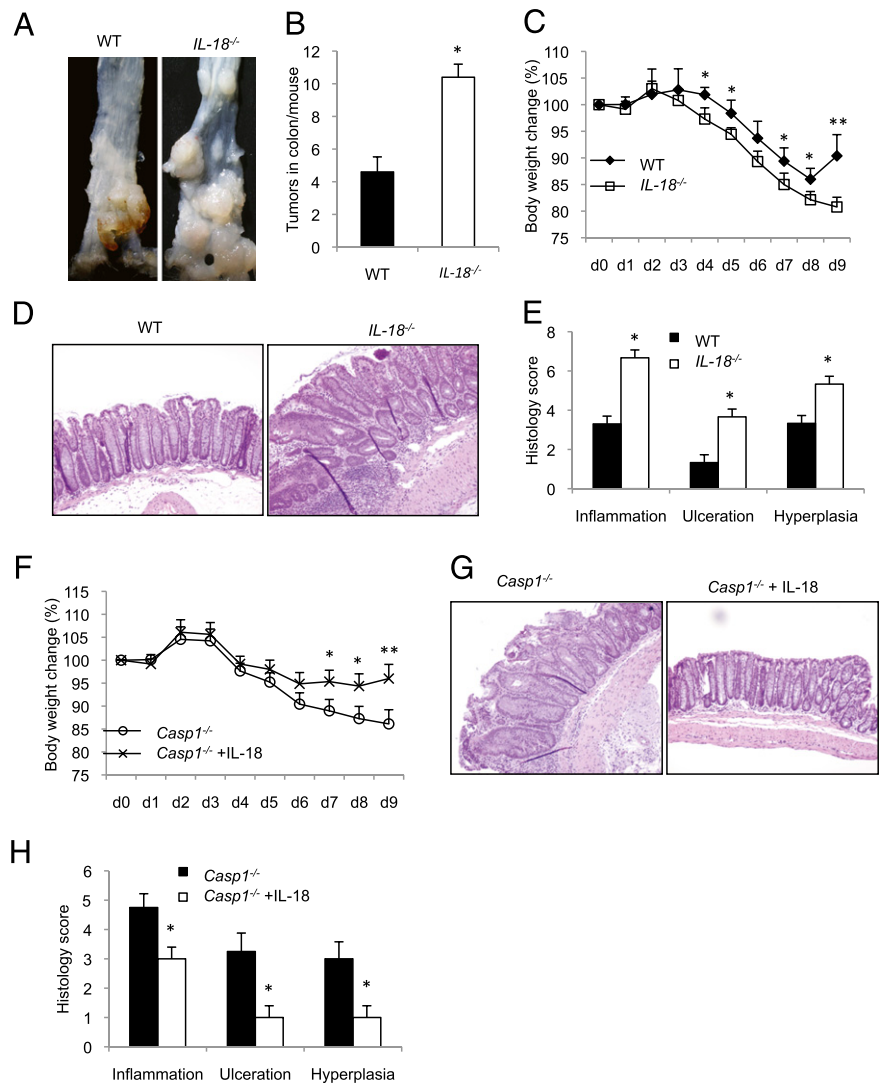 A
WT
IL-18-/-
B
Tumors in colon/mouse
12
10
8
6
4
2
0
*
WT
IL-18-/-
C
Body weight change (%)
110
105
100
95
90
85
80
75
* * * * **
WT
IL-18-/-
d0 d1 d2 d3 d4 d5 d6 d7 d8 d9
D
WT
IL-18-/-
E
Histology score
8
6
4
2
0
WT
IL-18-/-
* * *
Inflammation Ulceration Hyperplasia
F
Body weight change (%)
115
110
105
100
95
90
85
80
75
* * **
Casp1-/-
Casp1-/- +IL-18
d0 d1 d2 d3 d4 d5 d6 d7 d8 d9
G
Casp1-/-
Casp1-/- + IL-18
H
Histology score
6
5
4
3
2
1
0
Casp1-/-
Casp1-/- +IL-18
* * *
Inflammation Ulceration Hyperplasia